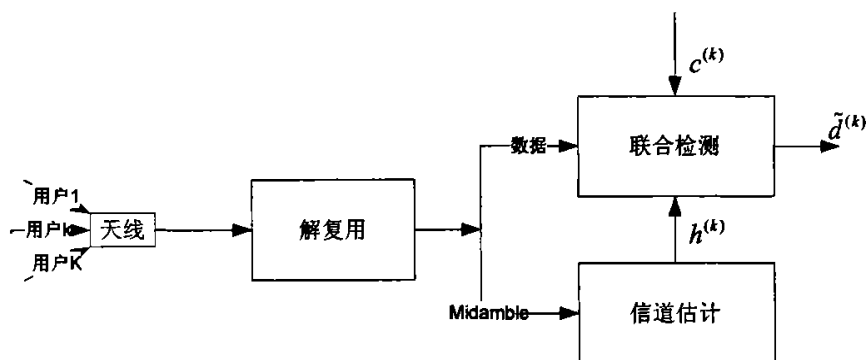 c^{(k)}
数据
联合检测
\tilde{d}^{(k)}
用户1
用户k
用户K
天线
解复用
h^{(k)}
Midamble
信道估计